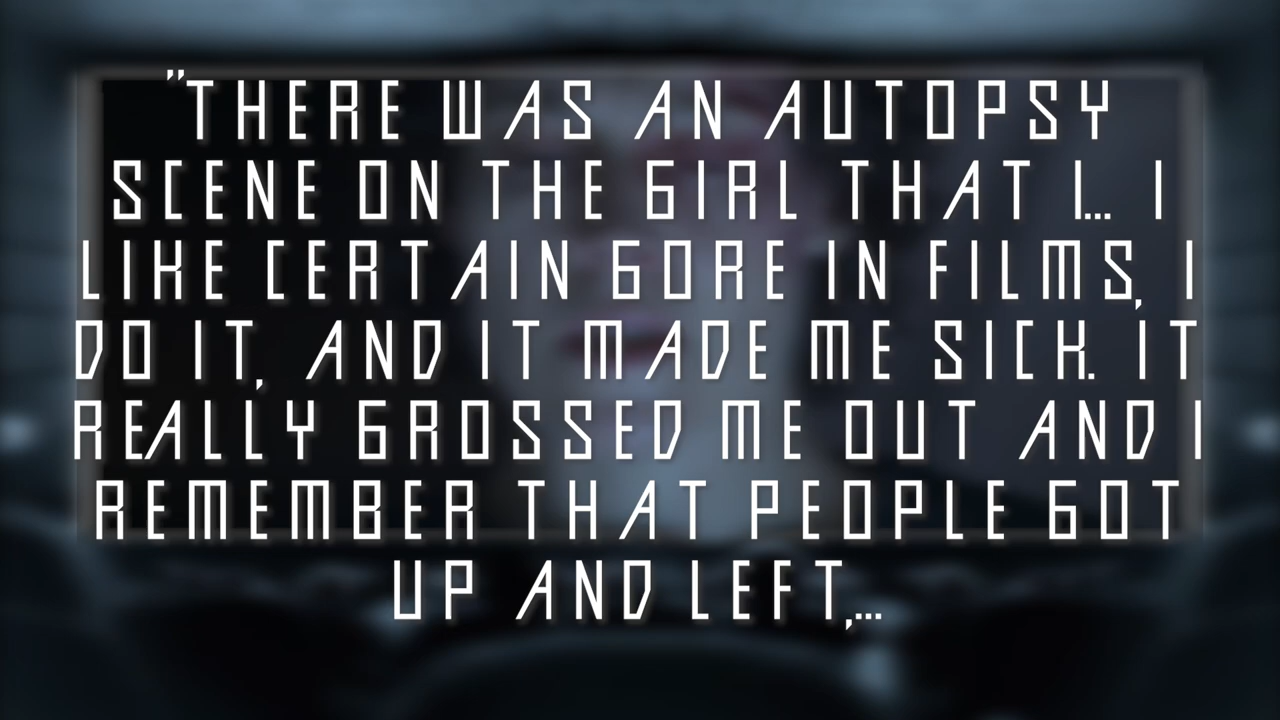 "THERE WAS AN AUTOPSY
SCENE ON THE GIRL THAT I... I
LIKE CERTAIN GORE IN FILMS, I
DO IT, AND IT MADE ME SICK. IT
REALLY GROSSED ME OUT AND I
REMEMBER THAT PEOPLE GOT
UP AND LEFT,...